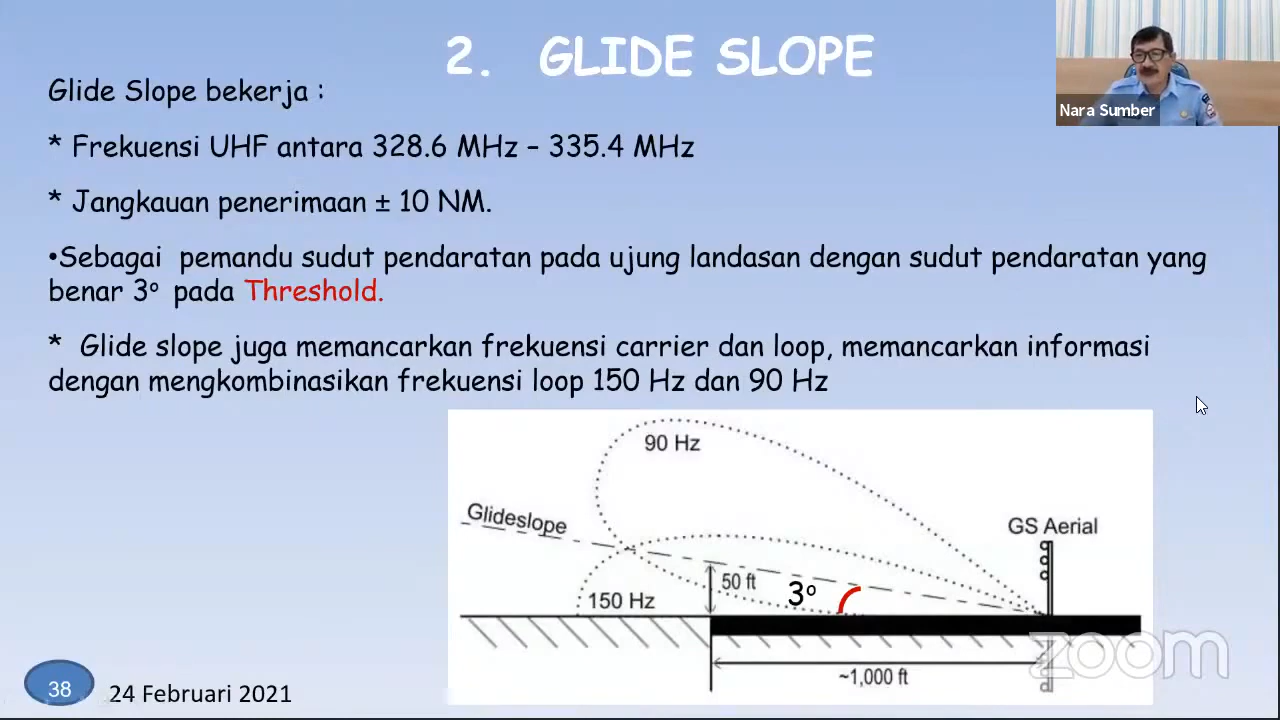 2. GLIDE SLOPE
Nara Sumber
Glide Slope bekerja :
* Frekuensi UHF antara 328.6 MHz – 335.4 MHz
* Jangkauan penerimaan ± 10 NM.
•Sebagai pemandu sudut pendaratan pada ujung landasan dengan sudut pendaratan yang
benar 3o pada Threshold.
* Glide slope juga memancarkan frekuensi carrier dan loop, memancarkan informasi
dengan mengkombinasikan frekuensi loop 150 Hz dan 90 Hz
90 Hz
Glideslope
GS Aerial
50 ft
3o
150 Hz
~1,000 ft
zoom
38
24 Februari 2021